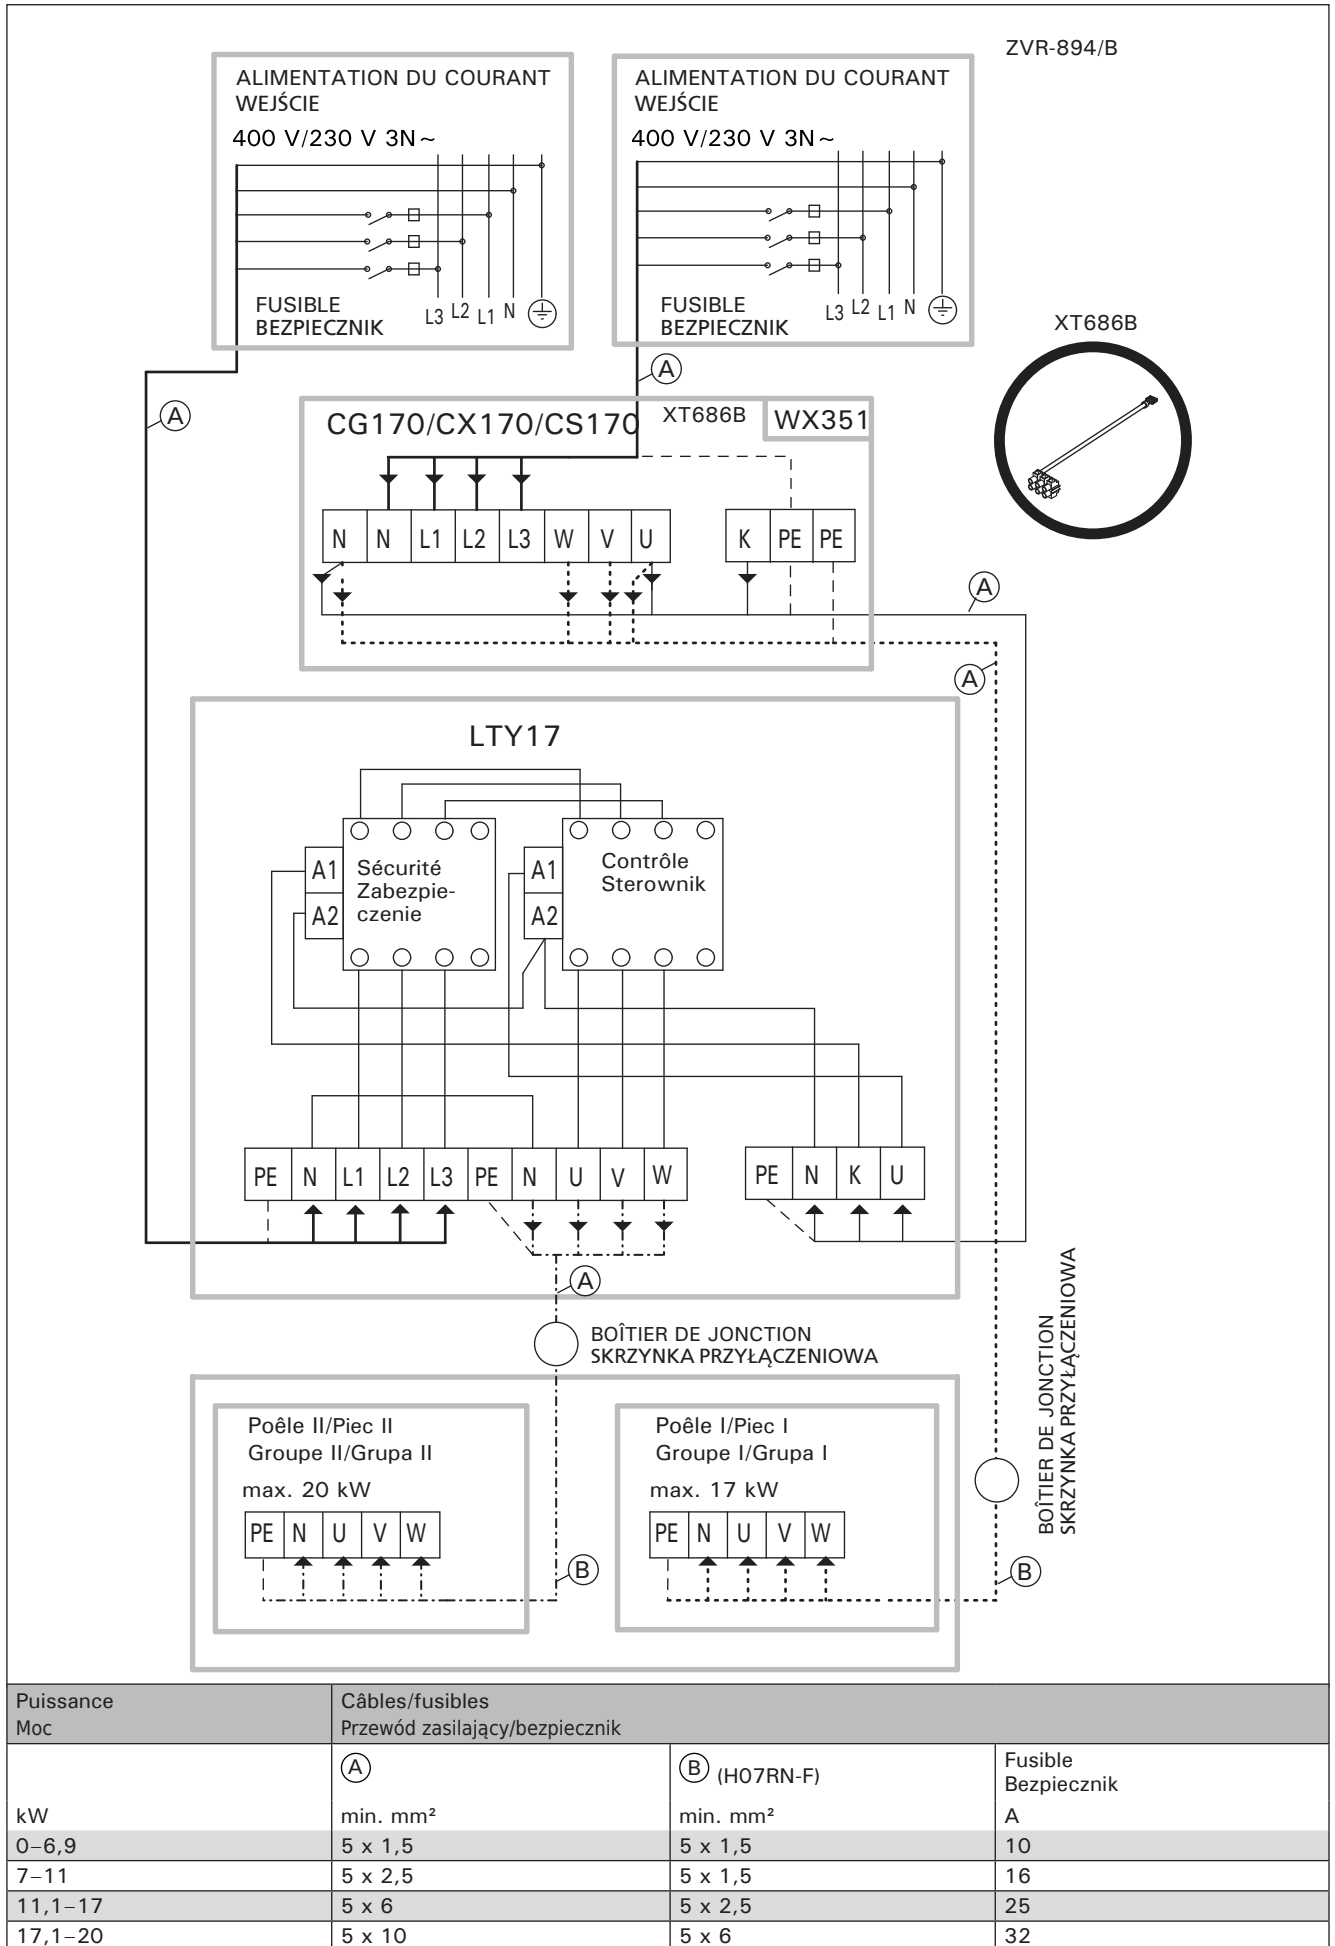 ZVR-894/B
ALIMENTATION DU COURANT
WEJŚCIE
400 V/230 V 3N~
FUSIBLE
BEZPIECZNIK
L3 L2 L1 N
ALIMENTATION DU COURANT
WEJŚCIE
400 V/230 V 3N~
FUSIBLE
BEZPIECZNIK
L3 L2 L1 N
XT686B
A
A
CG170/CX170/CS170
XT686B
WX351
N N L1 L2 L3 W V U
K PE PE
A
A
LTY17
A1
A2
Sécurité
Zabezpie-
czenie
A1
A2
Contrôle
Sterownik
PE N L1 L2 L3 PE N U V W
PE N K U
A
BOÎTIER DE JONCTION
SKRZYNKA PRZYŁĄCZENIOWA
BOÎTIER DE JONCTION
SKRZYNKA PRZYŁĄCZENIOWA
Poêle II/Piec II
Groupe II/Grupa II
max. 20 kW
PE N U V W
B
Poêle I/Piec I
Groupe I/Grupa I
max. 17 kW
PE N U V W
B
Puissance
Moc
Câbles/fusibles
Przewód zasilający/bezpiecznik
A
B (H07RN-F)
Fusible
Bezpiecznik
kW min. mm² min. mm² A
0–6,9 5 x 1,5 5 x 1,5 10
7–11 5 x 2,5 5 x 1,5 16
11,1–17 5 x 6 5 x 2,5 25
17,1–20 5 x 10 5 x 6 32